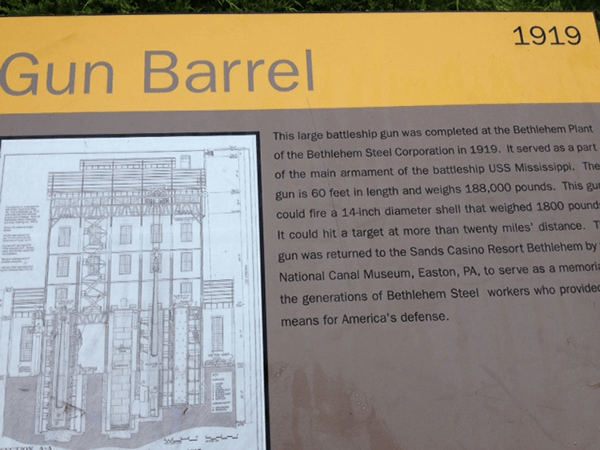 1919
Gun Barrel
This large battleship gun was completed at the Bethlehem Plant
of the Bethlehem Steel Corporation in 1919. It served as a part
of the main armament of the battleship USS Mississippi. The
gun is 60 feet in length and weighs 188,000 pounds. This gun
could fire a 14-inch diameter shell that weighed 1800 pound
It could hit a target at more than twenty miles' distance. T
gun was returned to the Sands Casino Resort Bethlehem by
National Canal Museum, Easton, PA, to serve as a memoria
the generations of Bethlehem Steel workers who provided
means for America's defense.
SECTION A-A